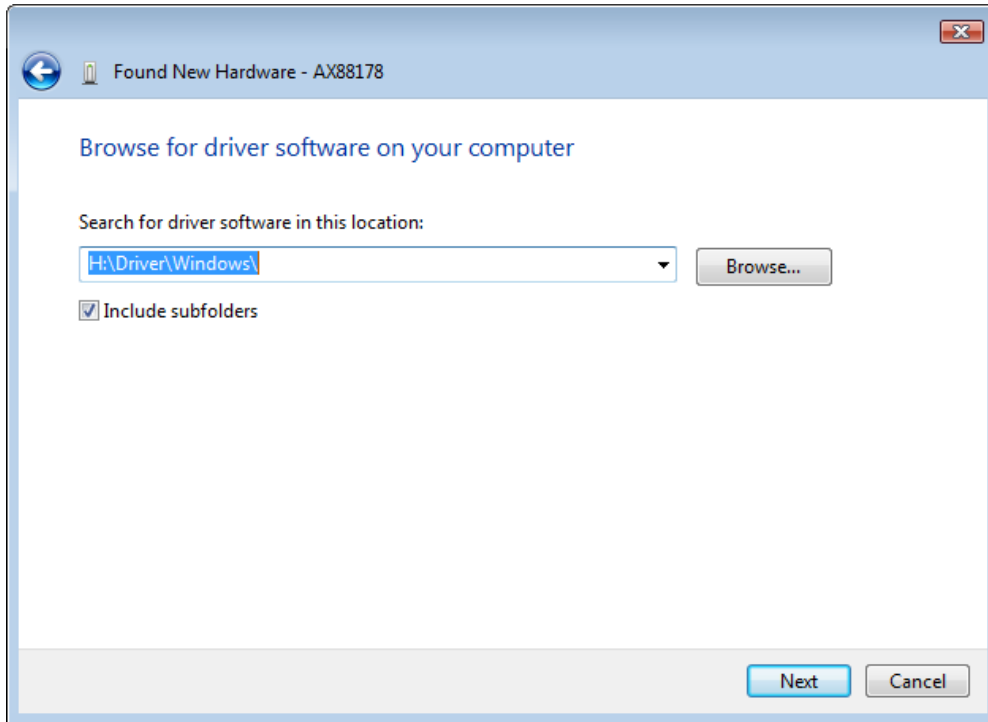 Found New Hardware - AX88178
Browse for driver software on your computer
Search for driver software in this location:
H:\Driver\Windows\
Browse...
Include subfolders
Next
Cancel